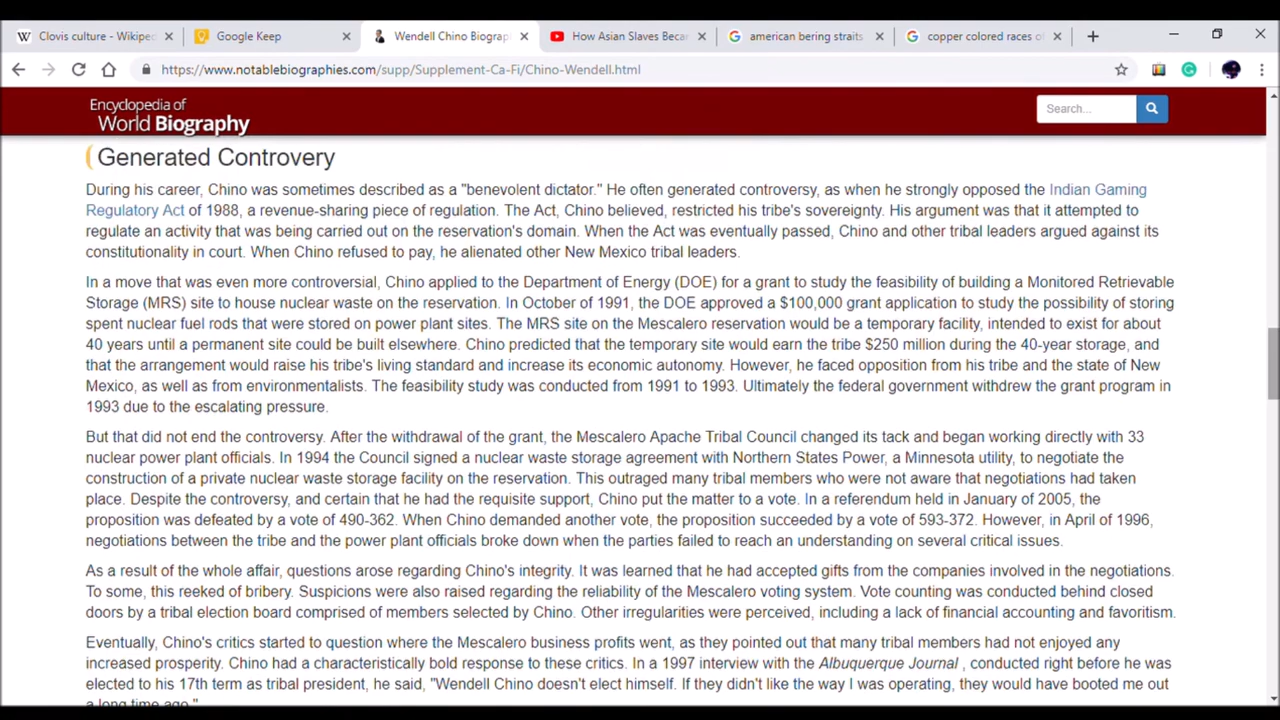 Clovis culture - Wikiped
Google Keep
Wendell Chino Biograp
How Asian Slaves Becar
american bering straits
copper colored races of
https://www.notablebiographies.com/supp/Supplement-Ca-Fi/Chino-Wendell.html
Encyclopedia of
World Biography
Search...
Generated Controvery
During his career, Chino was sometimes described as a "benevolent dictator." He often generated controversy, as when he strongly opposed the Indian Gaming
Regulatory Act of 1988, a revenue-sharing piece of regulation. The Act, Chino believed, restricted his tribe's sovereignty. His argument was that it attempted to
regulate an activity that was being carried out on the reservation's domain. When the Act was eventually passed, Chino and other tribal leaders argued against its
constitutionality in court. When Chino refused to pay, he alienated other New Mexico tribal leaders.
In a move that was even more controversial, Chino applied to the Department of Energy (DOE) for a grant to study the feasibility of building a Monitored Retrievable
Storage (MRS) site to house nuclear waste on the reservation. In October of 1991, the DOE approved a $100,000 grant application to study the possibility of storing
spent nuclear fuel rods that were stored on power plant sites. The MRS site on the Mescalero reservation would be a temporary facility, intended to exist for about
40 years until a permanent site could be built elsewhere. Chino predicted that the temporary site would earn the tribe $250 million during the 40-year storage, and
that the arrangement would raise his tribe's living standard and increase its economic autonomy. However, he faced opposition from his tribe and the state of New
Mexico, as well as from environmentalists. The feasibility study was conducted from 1991 to 1993. Ultimately the federal government withdrew the grant program in
1993 due to the escalating pressure.
But that did not end the controversy. After the withdrawal of the grant, the Mescalero Apache Tribal Council changed its tack and began working directly with 33
nuclear power plant officials. In 1994 the Council signed a nuclear waste storage agreement with Northern States Power, a Minnesota utility, to negotiate the
construction of a private nuclear waste storage facility on the reservation. This outraged many tribal members who were not aware that negotiations had taken
place. Despite the controversy, and certain that he had the requisite support, Chino put the matter to a vote. In a referendum held in January of 2005, the
proposition was defeated by a vote of 490-362. When Chino demanded another vote, the proposition succeeded by a vote of 593-372. However, in April of 1996,
negotiations between the tribe and the power plant officials broke down when the parties failed to reach an understanding on several critical issues.
As a result of the whole affair, questions arose regarding Chino's integrity. It was learned that he had accepted gifts from the companies involved in the negotiations.
To some, this reeked of bribery. Suspicions were also raised regarding the reliability of the Mescalero voting system. Vote counting was conducted behind closed
doors by a tribal election board comprised of members selected by Chino. Other irregularities were perceived, including a lack of financial accounting and favoritism.
Eventually, Chino's critics started to question where the Mescalero business profits went, as they pointed out that many tribal members had not enjoyed any
increased prosperity. Chino had a characteristically bold response to these critics. In a 1997 interview with the Albuquerque Journal , conducted right before he was
elected to his 17th term as tribal president, he said, "Wendell Chino doesn't elect himself. If they didn't like the way I was operating, they would have booted me out
a long time ago."